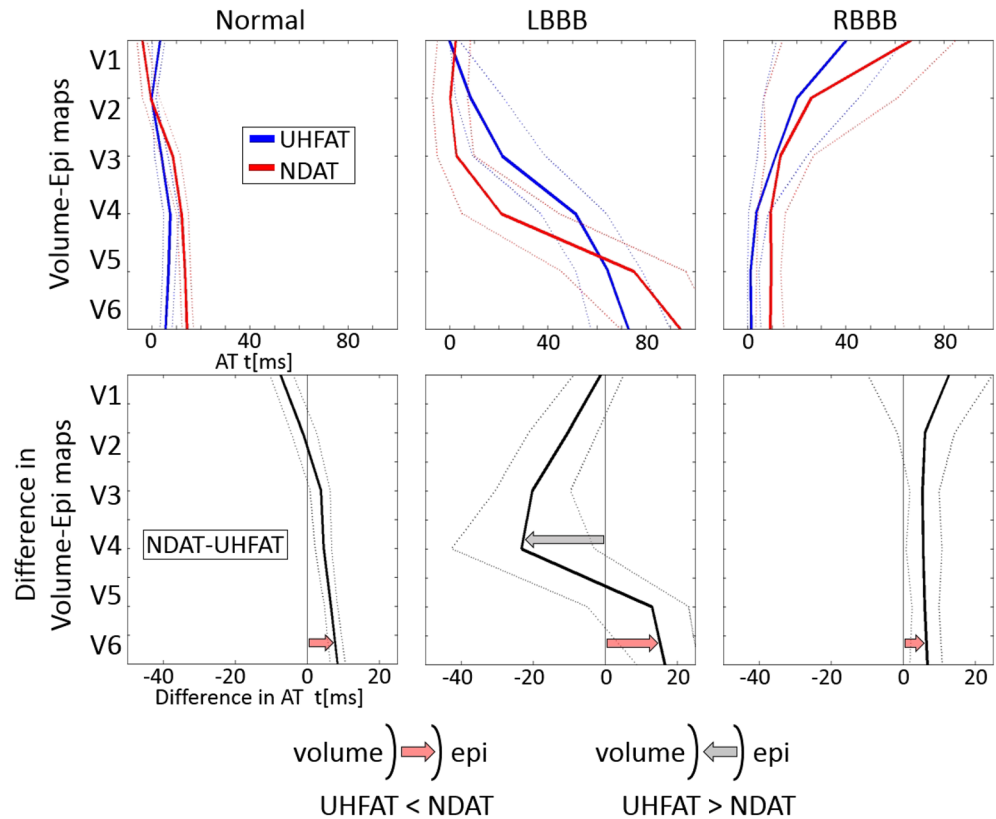 Normal
LBBB
RBBB
Volume-Epi maps
V1
V2
V3
V4
V5
V6
UHFAT
NDAT
0 40 80
0 40 80
0 40 80
AT t[ms]
Difference in
Volume-Epi maps
V1
V2
V3
V4
V5
V6
NDAT-UHFAT
-40 -20 0 20
-40 -20 0 20
-40 -20 0 20
Difference in AT t[ms]
volume ) ) epi
volume ) ) epi
UHFAT < NDAT
UHFAT > NDAT